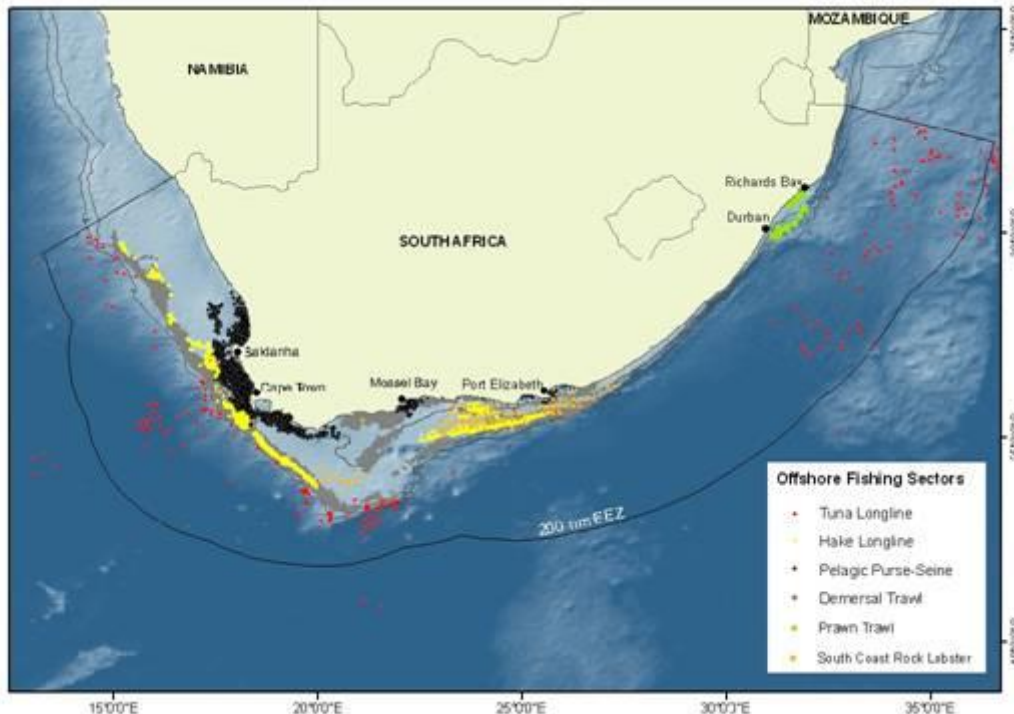 MOZAMBIQUE
NAMIBIA
Richards Bay
Durban
SOUTH AFRICA
Saldanha
Cape Town
Mossel Bay
Port Elizabeth
200 nm EEZ
Offshore Fishing Sectors
Tuna Longline
Hake Longline
Pelagic Purse-Seine
Demersal Trawl
Prawn Trawl
South Coast Rock Lobster
15°0'0"E
20°0'0"E
25°0'0"E
30°0'0"E
35°0'0"E